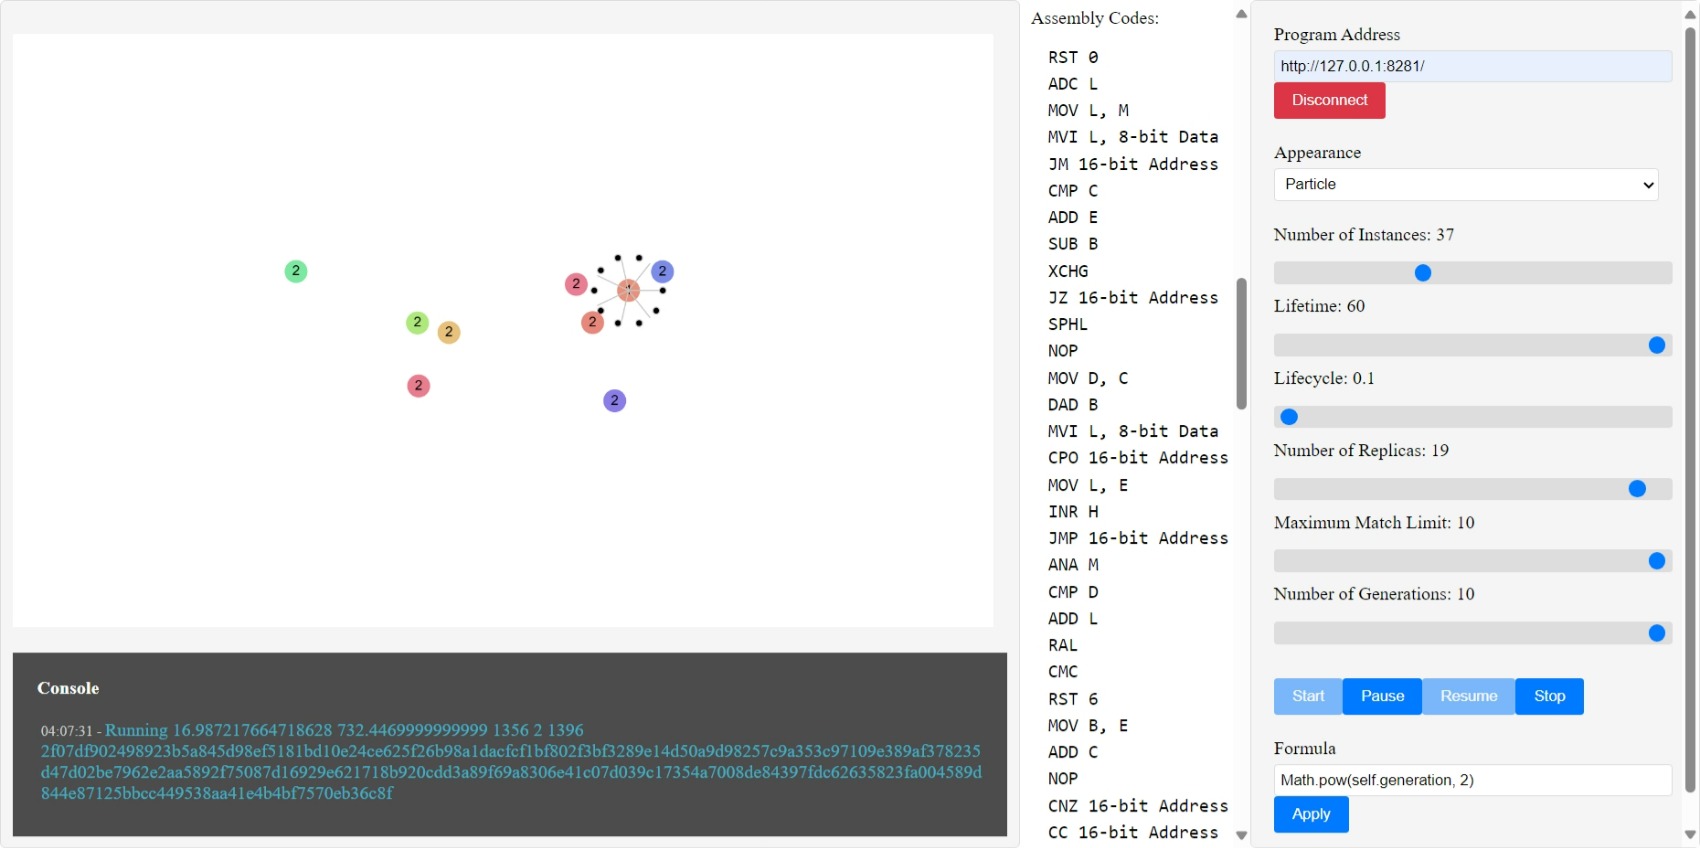 2
2
2
2
2
2
2
2
2
Console
04:07:31 - Running 16.987217664718628 732.4469999999999 1356 2 1396
2f07df902498923b5a845d98ef5181bd10e24ce625f26b98a1dacfcf1bf802f3bf3289e14d50a9d98257c9a353c97109e389af378235
d47d02be7962e2aa5892f75087d16929e621718b920cdd3a89f69a8306e41c07d039c17354a7008de84397fdc62635823fa004589d
844e87125bbcc449538aa41e4b4bf7570eb36c8f
Assembly Codes:
RST 0
ADC L
MOV L, M
MVI L, 8-bit Data
JM 16-bit Address
CMP C
ADD E
SUB B
XCHG
JZ 16-bit Address
SPHL
NOP
MOV D, C
DAD B
MVI L, 8-bit Data
CPO 16-bit Address
MOV L, E
INR H
JMP 16-bit Address
ANA M
CMP D
ADD L
RAL
CMC
RST 6
MOV B, E
ADD C
NOP
CNZ 16-bit Address
CC 16-bit Address
Program Address
http://127.0.0.1:8281/
Disconnect
Appearance
Particle
Number of Instances: 37
Lifetime: 60
Lifecycle: 0.1
Number of Replicas: 19
Maximum Match Limit: 10
Number of Generations: 10
Start Pause Resume Stop
Formula
Math.pow(self.generation, 2)
Apply